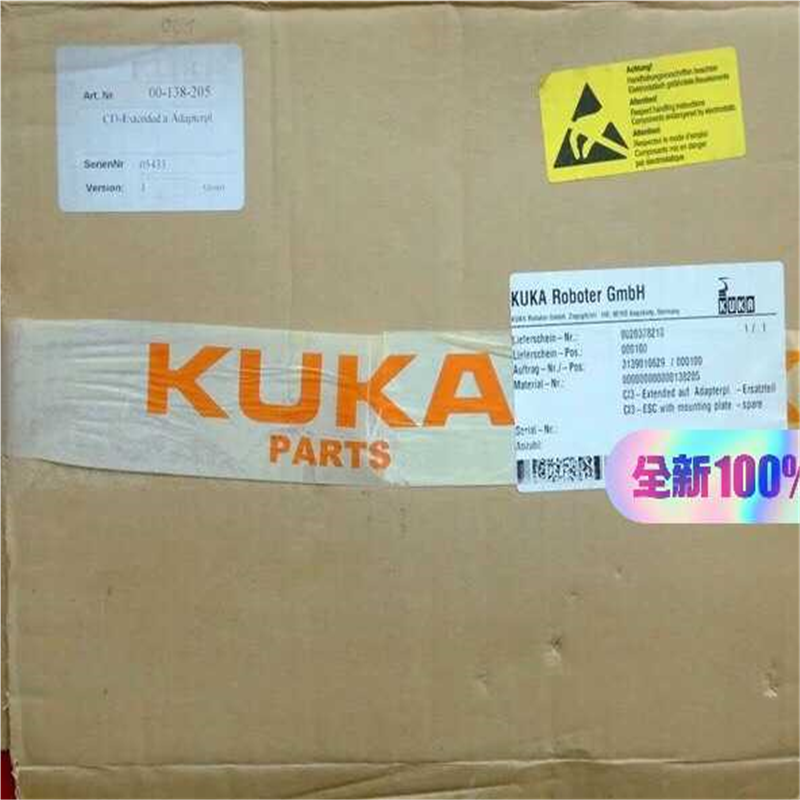 Art. Nr 00-138-205
CI3-Extended a Adapterpl
SerienNr 05433
Version: 1
Achtung!
Handhabungsvorschriften beachten
Elektrostatisch gefährdete Bauelemente
Attention!
Respect handling instructions
Components endangered by electrostatic
Attention!
Respectez le mode d'emploi
Composants mis en danger
par electrostatique
KUKA Roboter GmbH
KUKA
Lieferschein-Nr.: 1 / 1
Lieferschein-Pos: 000100
Auftrag-Nr./-Pos: 3139010629 / 000100
Material-Nr.: 000000000000138205
CI3-Extended auf Adapterpl. -Ersatzteil
CI3-ESC with mounting plate -spare
Serial-Nr.:
Anzahl:
KUKA
PARTS
全新100%